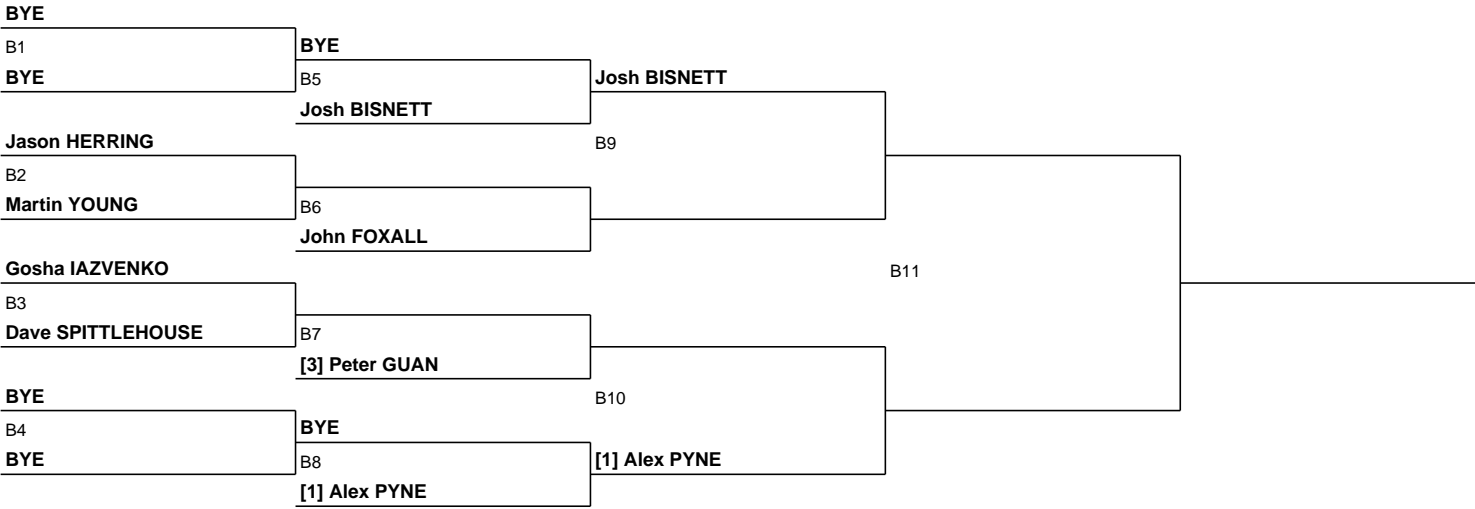 BYE
B1
BYE
BYE
B5
Josh BISNETT
Josh BISNETT
Jason HERRING
B9
B2
Martin YOUNG
B6
John FOXALL
Gosha IAZVENKO
B11
B3
Dave SPITTLEHOUSE
B7
[3] Peter GUAN
BYE
B10
B4
BYE
BYE
B8
[1] Alex PYNE
[1] Alex PYNE